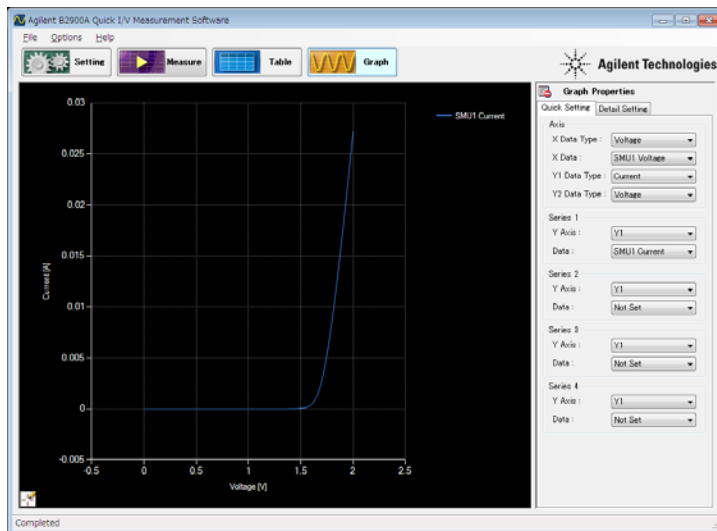 Agilent B2900A Quick I/V Measurement Software
File Options Help
Setting Measure Table Graph
Agilent Technologies
0.03
0.025
0.02
0.015
0.01
0.005
0
-0.005
Current [A]
-0.5 0 0.5 1 1.5 2 2.5
Voltage [V]
SMU1 Current
Graph Properties
Quick Setting Detail Setting
Axis
X Data Type : Voltage
X Data : SMU1 Voltage
Y1 Data Type : Current
Y2 Data Type : Voltage
Series 1
Y Axis : Y1
Data : SMU1 Current
Series 2
Y Axis : Y1
Data : Not Set
Series 3
Y Axis : Y1
Data : Not Set
Series 4
Y Axis : Y1
Data : Not Set
Completed